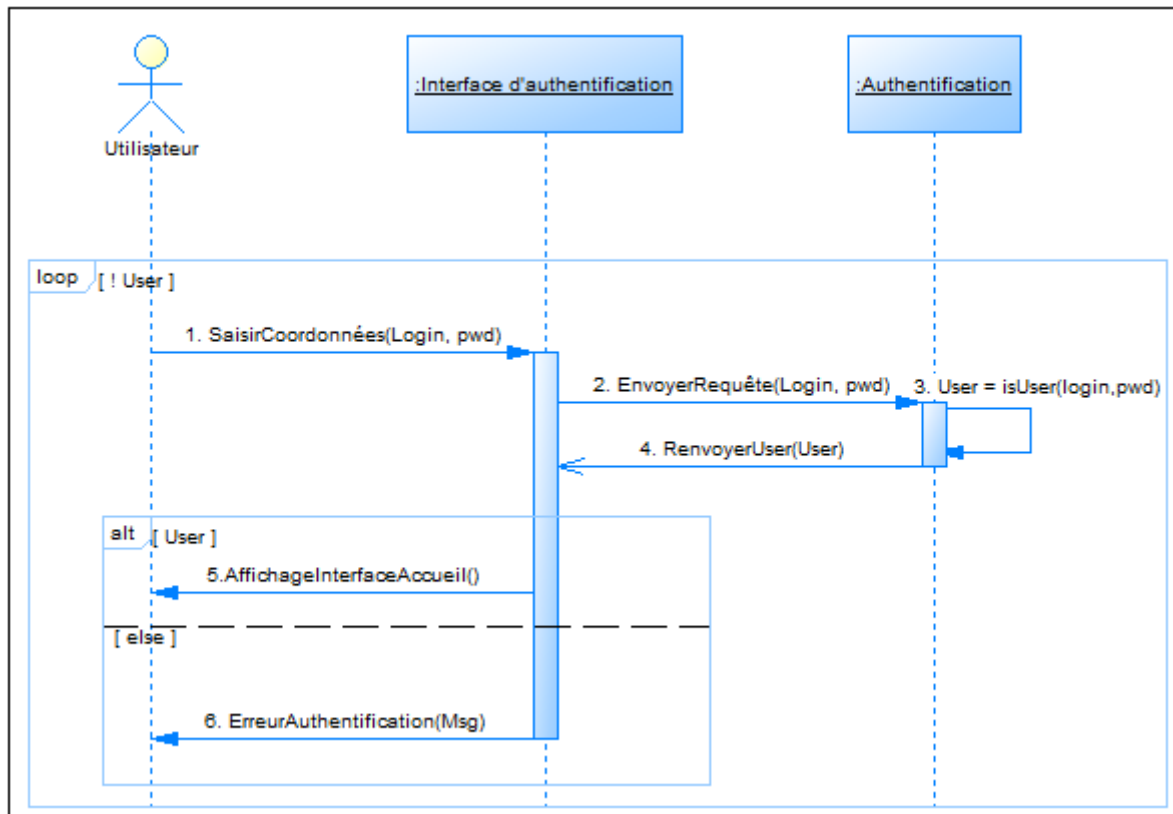 :Interface d'authentification
:Authentification
Utilisateur
loop
[ ! User ]
1. SaisirCoordonnées(Login, pwd)
2. EnvoyerRequête(Login, pwd)
3. User = isUser(login,pwd)
4. RenvoyerUser(User)
alt
[ User ]
5.AffichageInterfaceAccueil()
[ else ]
6. ErreurAuthentification(Msg)